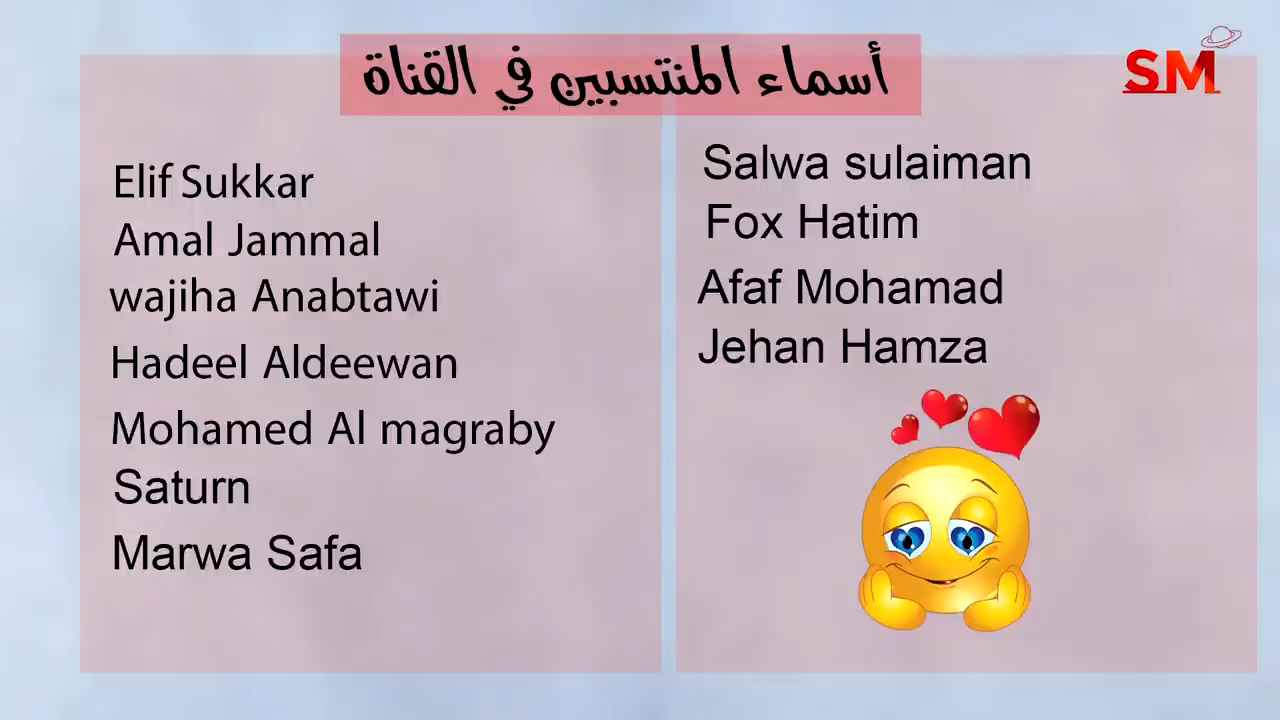 أسماء المنتسبين في القناة
SM
Elif Sukkar
Amal Jammal
wajiha Anabtawi
Hadeel Aldeewan
Mohamed Al magraby
Saturn
Marwa Safa
Salwa sulaiman
Fox Hatim
Afaf Mohamad
Jehan Hamza